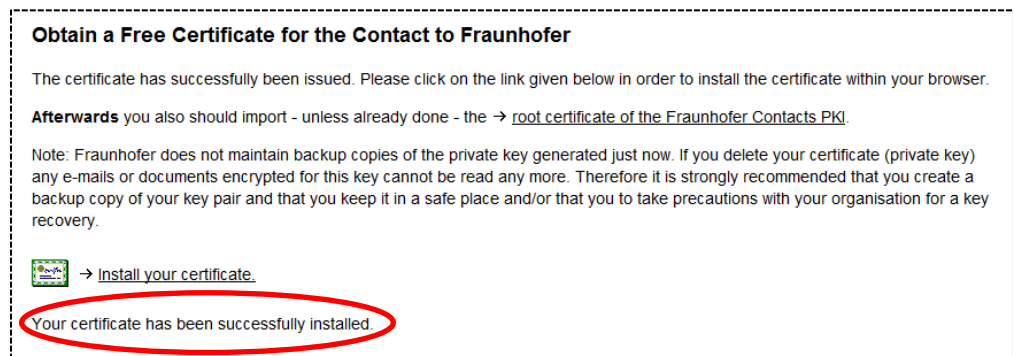 Obtain a Free Certificate for the Contact to Fraunhofer
The certificate has successfully been issued. Please click on the link given below in order to install the certificate within your browser.
Afterwards you also should import - unless already done - the → root certificate of the Fraunhofer Contacts PKI.
Note: Fraunhofer does not maintain backup copies of the private key generated just now. If you delete your certificate (private key)
any e-mails or documents encrypted for this key cannot be read any more. Therefore it is strongly recommended that you create a
backup copy of your key pair and that you keep it in a safe place and/or that you to take precautions with your organisation for a key
recovery.
→ Install your certificate.
Your certificate has been successfully installed.